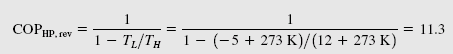 COP_HP, rev = 1 / (1 − T_L/T_H) = 1 / (1 − (−5 + 273 K)/(12 + 273 K)) = 11.3